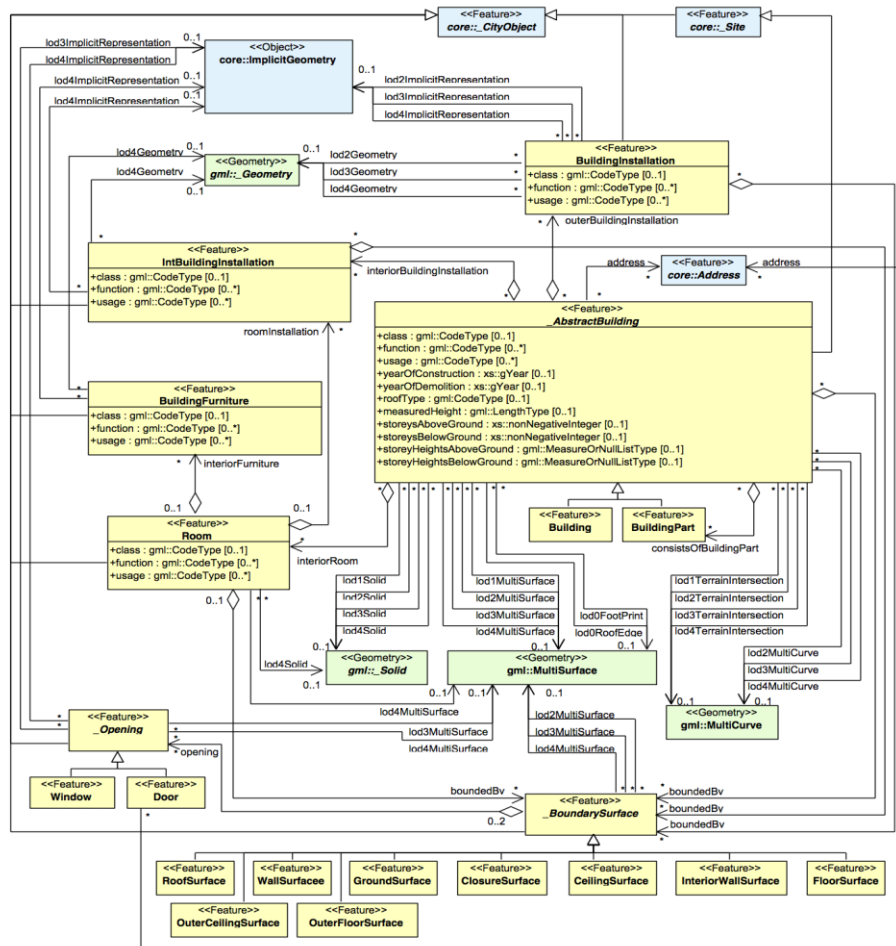 <<Feature>>
core::_CityObject
<<Feature>>
core::_Site
lod3ImplicitRepresentation
0..1
lod4ImplicitRepresentation
0..1
lod4ImplicitRepresentation
0..1
lod4ImplicitRepresentation
<<Object>>
core::ImplicitGeometry
0..1
lod2ImplicitRepresentation
lod3ImplicitRepresentation
lod4ImplicitRepresentation
* * *
<<Feature>>
BuildingInstallation
+class : gml::CodeType [0..1]
+function : gml::CodeType [0..*]
+usage : gml::CodeType [0..*]
*
lod4Geometry
0..1
lod4Geometry
0..1
<<Geometry>>
gml::_Geometry
0..1
lod2Geometry
*
lod3Geometry
*
lod4Geometry
*
*
outerBuildingInstallation
*
<<Feature>>
IntBuildingInstallation
+class : gml::CodeType [0..1]
+function : gml::CodeType [0..*]
+usage : gml::CodeType [0..*]
*
*
*
interiorBuildingInstallation
*
*
address
*
<<Feature>>
core::Address
*
address
*
roomInstallation
*
<<Feature>>
_AbstractBuilding
+class : gml::CodeType [0..1]
+function : gml::CodeType [0..*]
+usage : gml::CodeType [0..*]
+yearOfConstruction : xs::gYear [0..1]
+yearOfDemolition : xs::gYear [0..1]
+roofType : gml:CodeType [0..1]
+measuredHeight : gml::LengthType [0..1]
+storeysAboveGround : xs::nonNegativeInteger [0..1]
+storeysBelowGround : xs::nonNegativeInteger [0..1]
+storeyHeightsAboveGround : gml::MeasureOrNullListType [0..1]
+storeyHeightsBelowGround : gml::MeasureOrNullListType [0..1]
*
*
*
*
*
*
<<Feature>>
BuildingFurniture
+class : gml::CodeType [0..1]
+function : gml::CodeType [0..*]
+usage : gml::CodeType [0..*]
*
interiorFurniture
0..1
0..1
<<Feature>>
Room
+class : gml::CodeType [0..1]
+function : gml::CodeType [0..*]
+usage : gml::CodeType [0..*]
0..1
* *
*
interiorRoom
* * * * *
* * * *
* *
<<Feature>>
Building
<<Feature>>
BuildingPart
*
*
consistsOfBuildingPart
* * * *
lod1Solid
lod2Solid
lod3Solid
lod4Solid
0..1
lod1MultiSurface
lod2MultiSurface
lod3MultiSurface
lod4MultiSurface
0..1
lod0FootPrint
lod0RoofEdge
0..1
lod1TerrainIntersection
lod2TerrainIntersection
lod3TerrainIntersection
lod4TerrainIntersection
0..1
lod2MultiCurve
lod3MultiCurve
lod4MultiCurve
0..1
lod4Solid
0..1
<<Geometry>>
gml::_Solid
<<Geometry>>
gml::MultiSurface
0..1
0..1
0..1
<<Geometry>>
gml::MultiCurve
lod4MultiSurface
*
*
<<Feature>>
_Opening
*
*
lod3MultiSurface
lod4MultiSurface
*
opening
lod2MultiSurface
lod3MultiSurface
lod4MultiSurface
* * *
<<Feature>>
Window
<<Feature>>
Door
*
boundedBy
*
0..2
<<Feature>>
_BoundarySurface
boundedBy
*
boundedBy
*
boundedBy
*
<<Feature>>
RoofSurface
<<Feature>>
WallSurfacee
<<Feature>>
GroundSurface
<<Feature>>
ClosureSurface
<<Feature>>
CeilingSurface
<<Feature>>
InteriorWallSurface
<<Feature>>
FloorSurface
<<Feature>>
OuterCeilingSurface
<<Feature>>
OuterFloorSurface